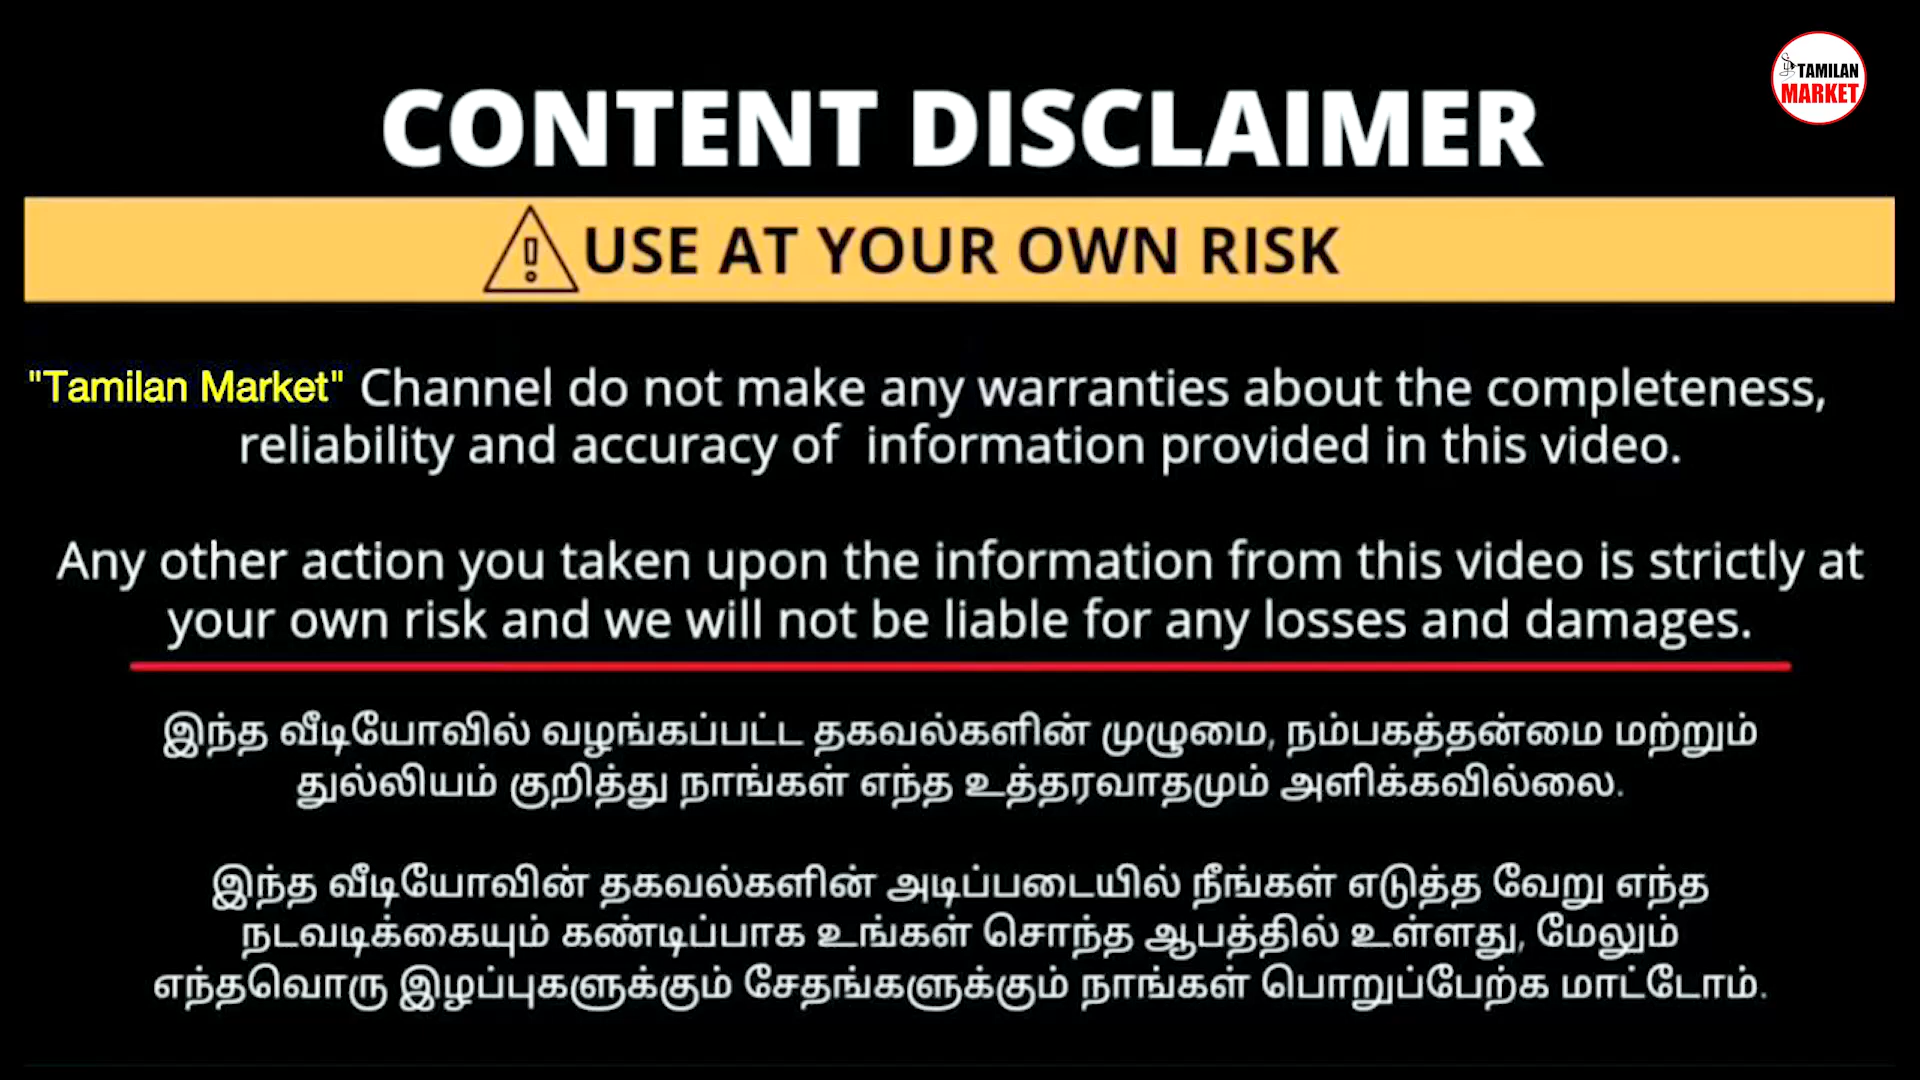 TAMILAN
MARKET
CONTENT DISCLAIMER
USE AT YOUR OWN RISK
"Tamilan Market" Channel do not make any warranties about the completeness,
reliability and accuracy of information provided in this video.
Any other action you taken upon the information from this video is strictly at
your own risk and we will not be liable for any losses and damages.
இந்த வீடியோவில் வழங்கப்பட்ட தகவல்களின் முழுமை, நம்பகத்தன்மை மற்றும்
துல்லியம் குறித்து நாங்கள் எந்த உத்தரவாதமும் அளிக்கவில்லை.
இந்த வீடியோவின் தகவல்களின் அடிப்படையில் நீங்கள் எடுத்த வேறு எந்த
நடவடிக்கையும் கண்டிப்பாக உங்கள் சொந்த ஆபத்தில் உள்ளது, மேலும்
எந்தவொரு இழப்புகளுக்கும் சேதங்களுக்கும் நாங்கள் பொறுப்பேற்க மாட்டோம்.